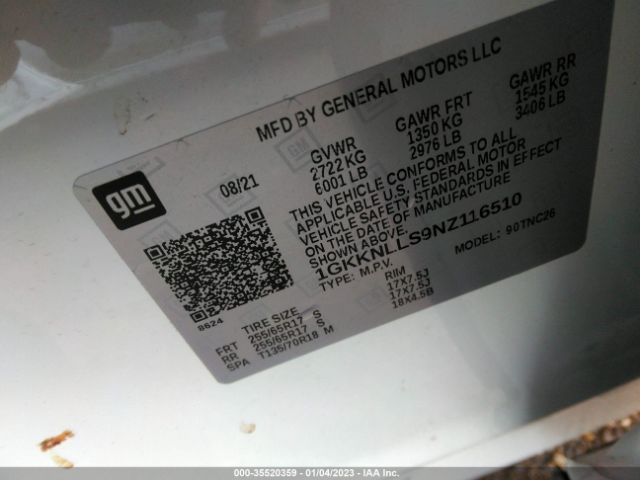 MFD BY GENERAL MOTORS LLC
gm
08/21
GVWR
2722 KG
6001 LB
GAWR FRT
1350 KG
2976 LB
GAWR RR
1545 KG
3406 LB
THIS VEHICLE CONFORMS TO ALL
APPLICABLE U.S. FEDERAL MOTOR
VEHICLE SAFETY STANDARDS IN EFFECT
ON THE DATE OF MANUFACTURE
SHOWN ABOVE.
1GKKNLLS9NZ116510
TYPE: M.P.V.
MODEL: 90TNC26
9624
TIRE SIZE RIM
FRT 255/65R17 S 17X7.5J
RR 255/65R17 S 17X7.5J
SPA T135/70R18 M 18X4.5B
000-35520359 - 01/04/2023 - IAA Inc.